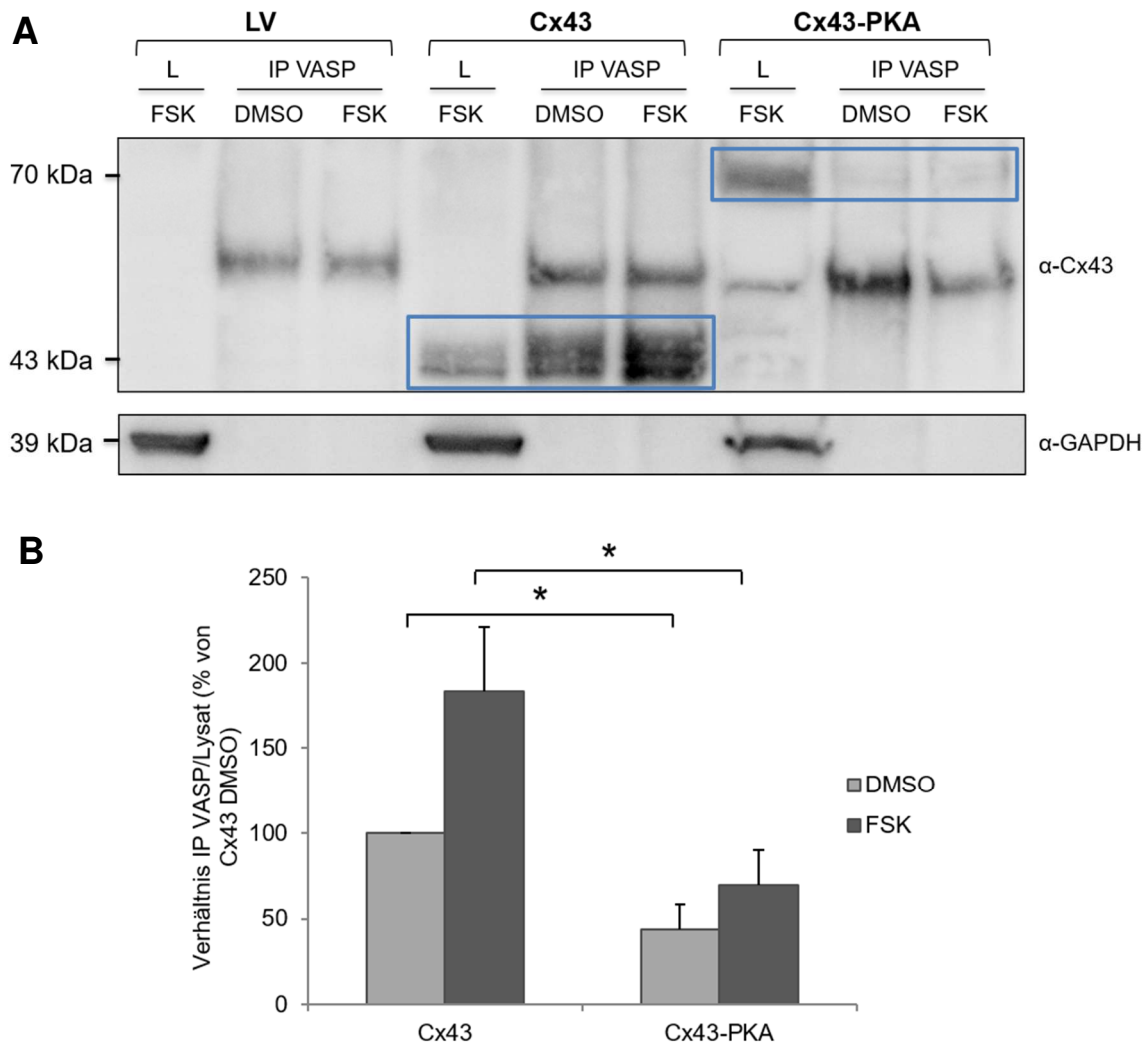 A
LV Cx43 Cx43-PKA
L IP VASP L IP VASP L IP VASP
FSK DMSO FSK FSK DMSO FSK FSK DMSO FSK
70 kDa
α-Cx43
43 kDa
39 kDa
α-GAPDH
B
*
*
Verhältnis IP VASP/Lysat (% von
Cx43 DMSO)
250
200
150
100
50
0
DMSO
FSK
Cx43 Cx43-PKA